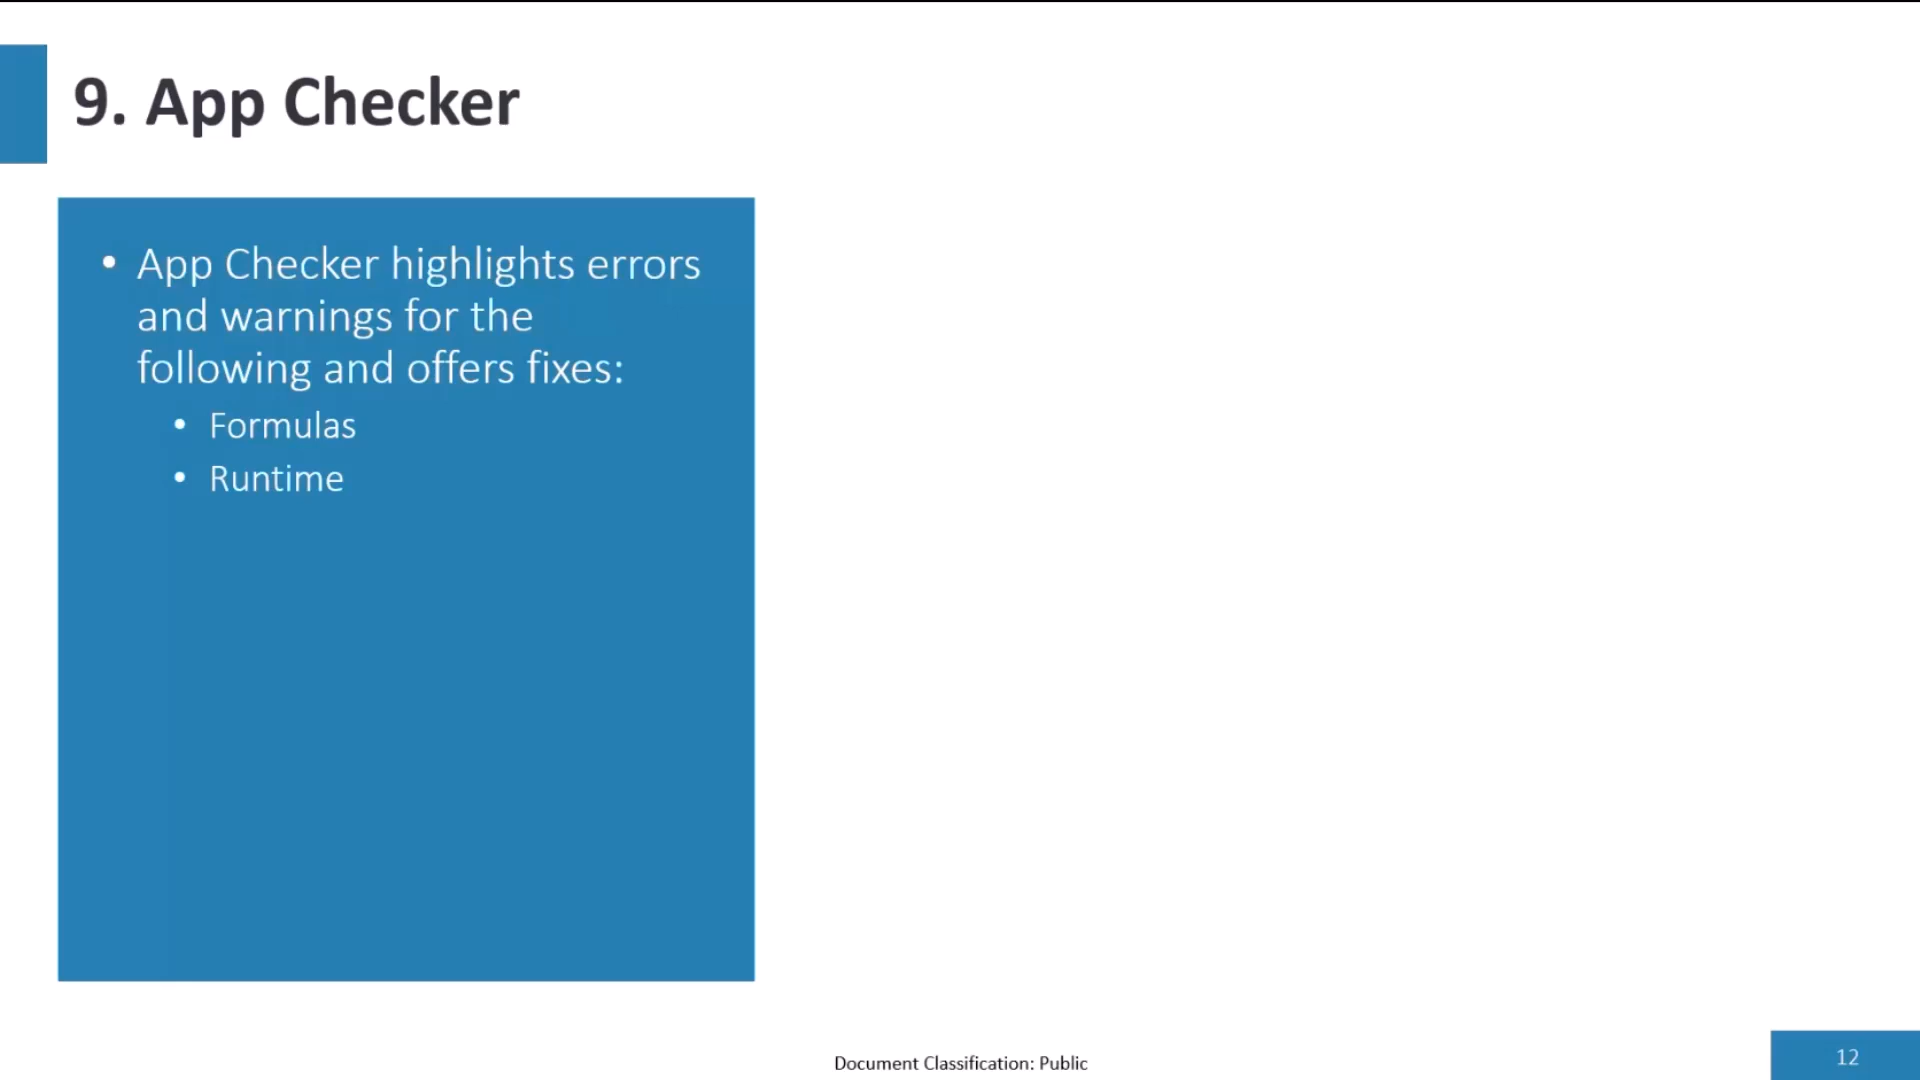 9. App Checker
• App Checker highlights errors
and warnings for the
following and offers fixes:
• Formulas
• Runtime
Document Classification: Public
12